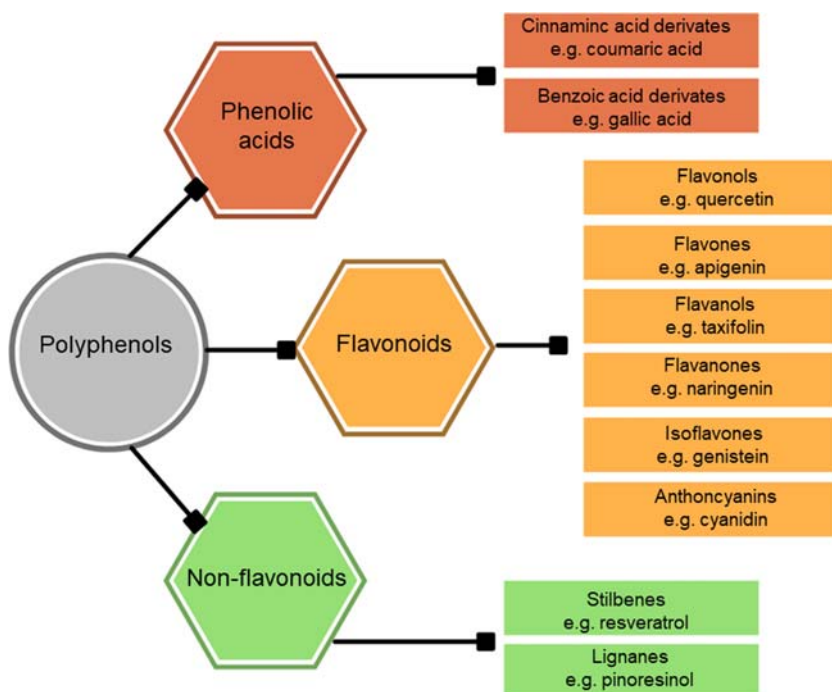 Cinnaminc acid derivates
e.g. coumaric acid
Benzoic acid derivates
e.g. gallic acid
Phenolic
acids
Flavonols
e.g. quercetin
Flavones
e.g. apigenin
Flavanols
e.g. taxifolin
Flavanones
e.g. naringenin
Isoflavones
e.g. genistein
Anthoncyanins
e.g. cyanidin
Polyphenols
Flavonoids
Non-flavonoids
Stilbenes
e.g. resveratrol
Lignanes
e.g. pinoresinol